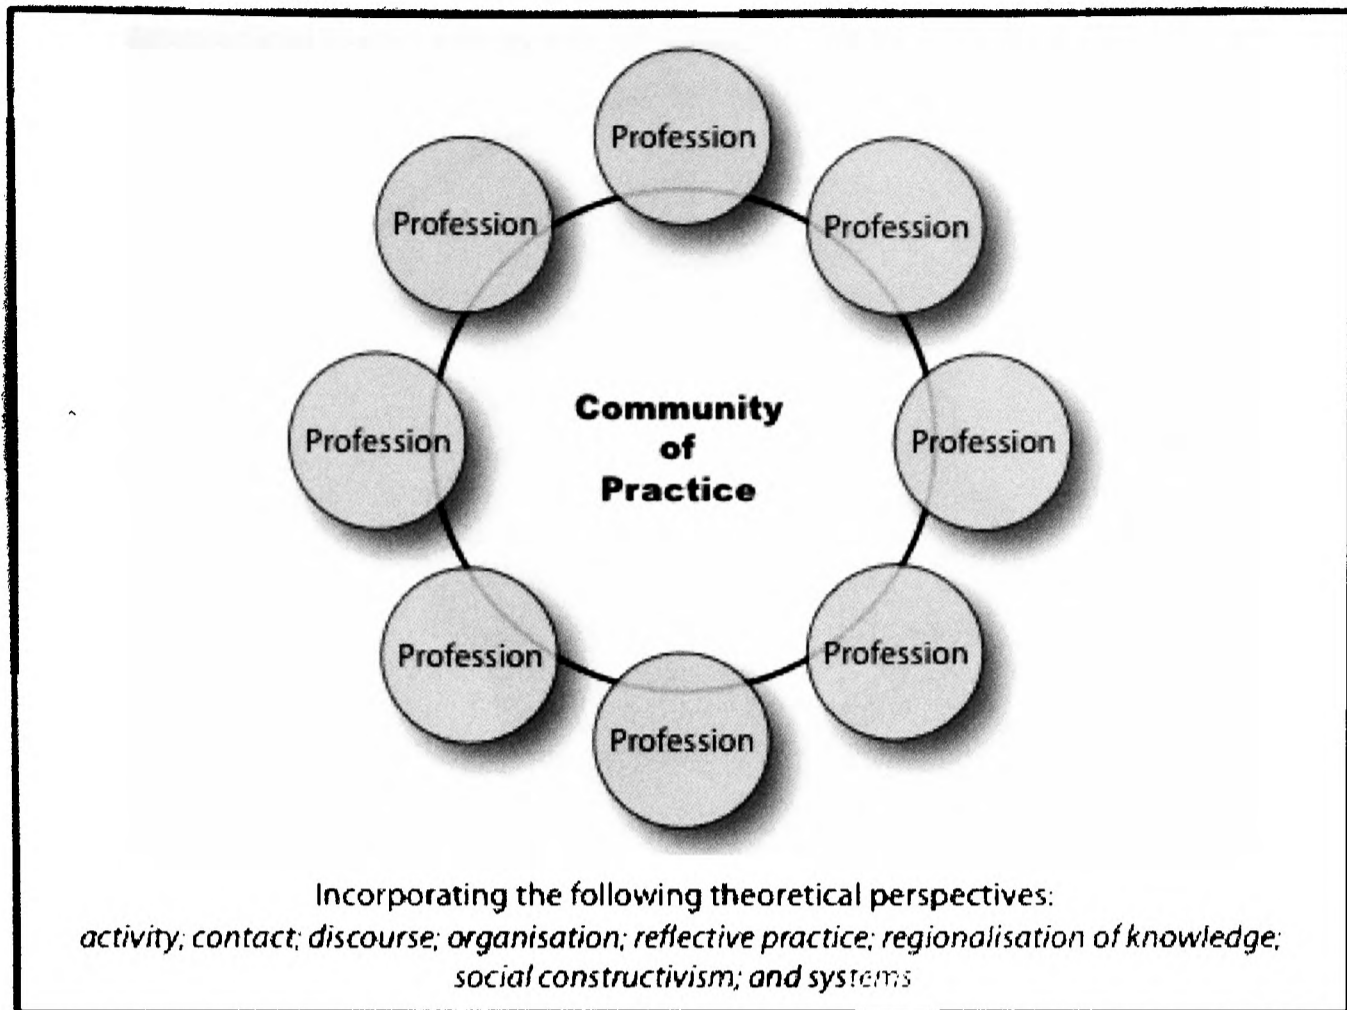 Profession
Profession
Profession
Profession
Profession
Community
of
Practice
Profession
Profession
Profession
Incorporating the following theoretical perspectives:
activity; contact; discourse; organisation; reflective practice; regionalisation of knowledge;
social constructivism; and systems